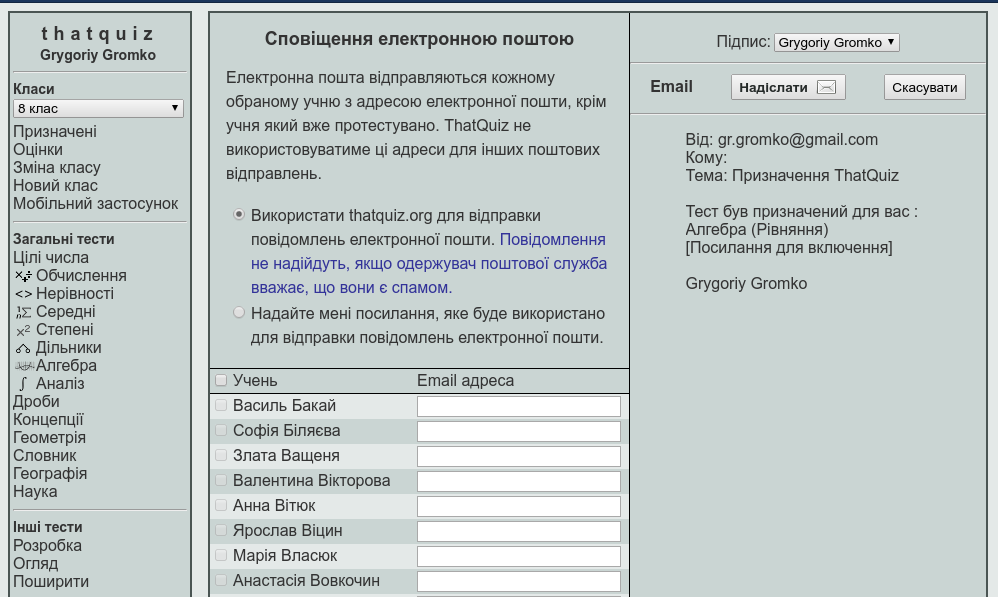 thatquiz
Grygoriy Gromko
Класи
8 клас
Призначені
Оцінки
Зміна класу
Новий клас
Мобільний застосунок
Загальні тести
Цілі числа
Обчислення
<> Нерівності
Середні
x² Степені
Дільники
Алгебра
∫ Аналіз
Дроби
Концепції
Геометрія
Словник
Географія
Наука
Інші тести
Розробка
Огляд
Поширити
Сповіщення електронною поштою
Електронна пошта відправляються кожному
обраному учню з адресою електронної пошти, крім
учня який вже протестувано. ThatQuiz не
використовуватиме ці адреси для інших поштових
відправлень.
Використати thatquiz.org для відправки
повідомлень електронної пошти. Повідомлення
не надійдуть, якщо одержувач поштової служба
вважає, що вони є спамом.
Надайте мені посилання, яке буде використано
для відправки повідомлень електронної пошти.
Учень Email адреса
Василь Бакай
Софія Біляєва
Злата Ващеня
Валентина Вікторова
Анна Вітюк
Ярослав Віцин
Марія Власюк
Анастасія Вовкочин
Підпис: Grygoriy Gromko
Email Надіслати Скасувати
Від: gr.gromko@gmail.com
Кому:
Тема: Призначення ThatQuiz
Тест був призначений для вас :
Алгебра (Рівняння)
[Посилання для включення]
Grygoriy Gromko